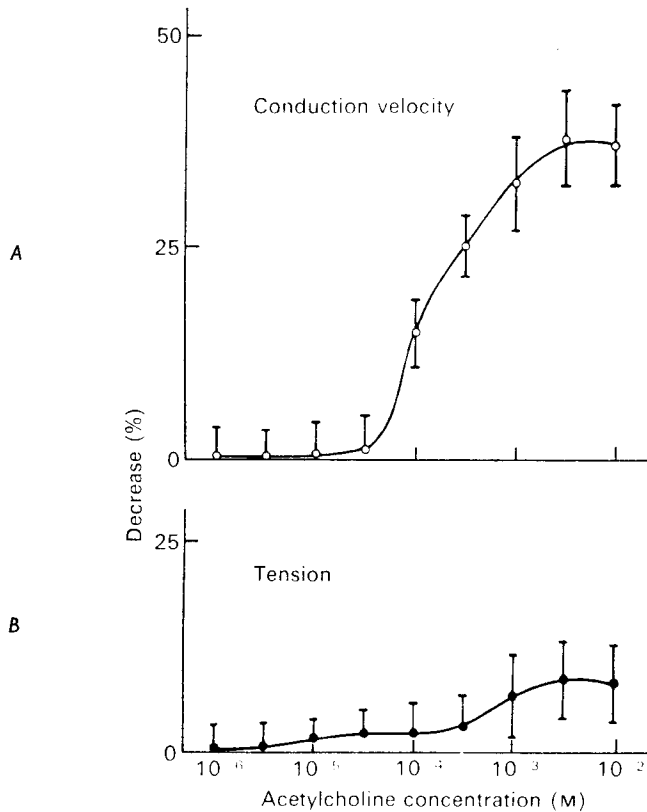 50
Conduction velocity
A
25
0
Decrease (%)
25
Tension
B
0
10⁻⁶ 10⁻⁵ 10⁻⁴ 10⁻³ 10⁻²
Acetylcholine concentration (M)